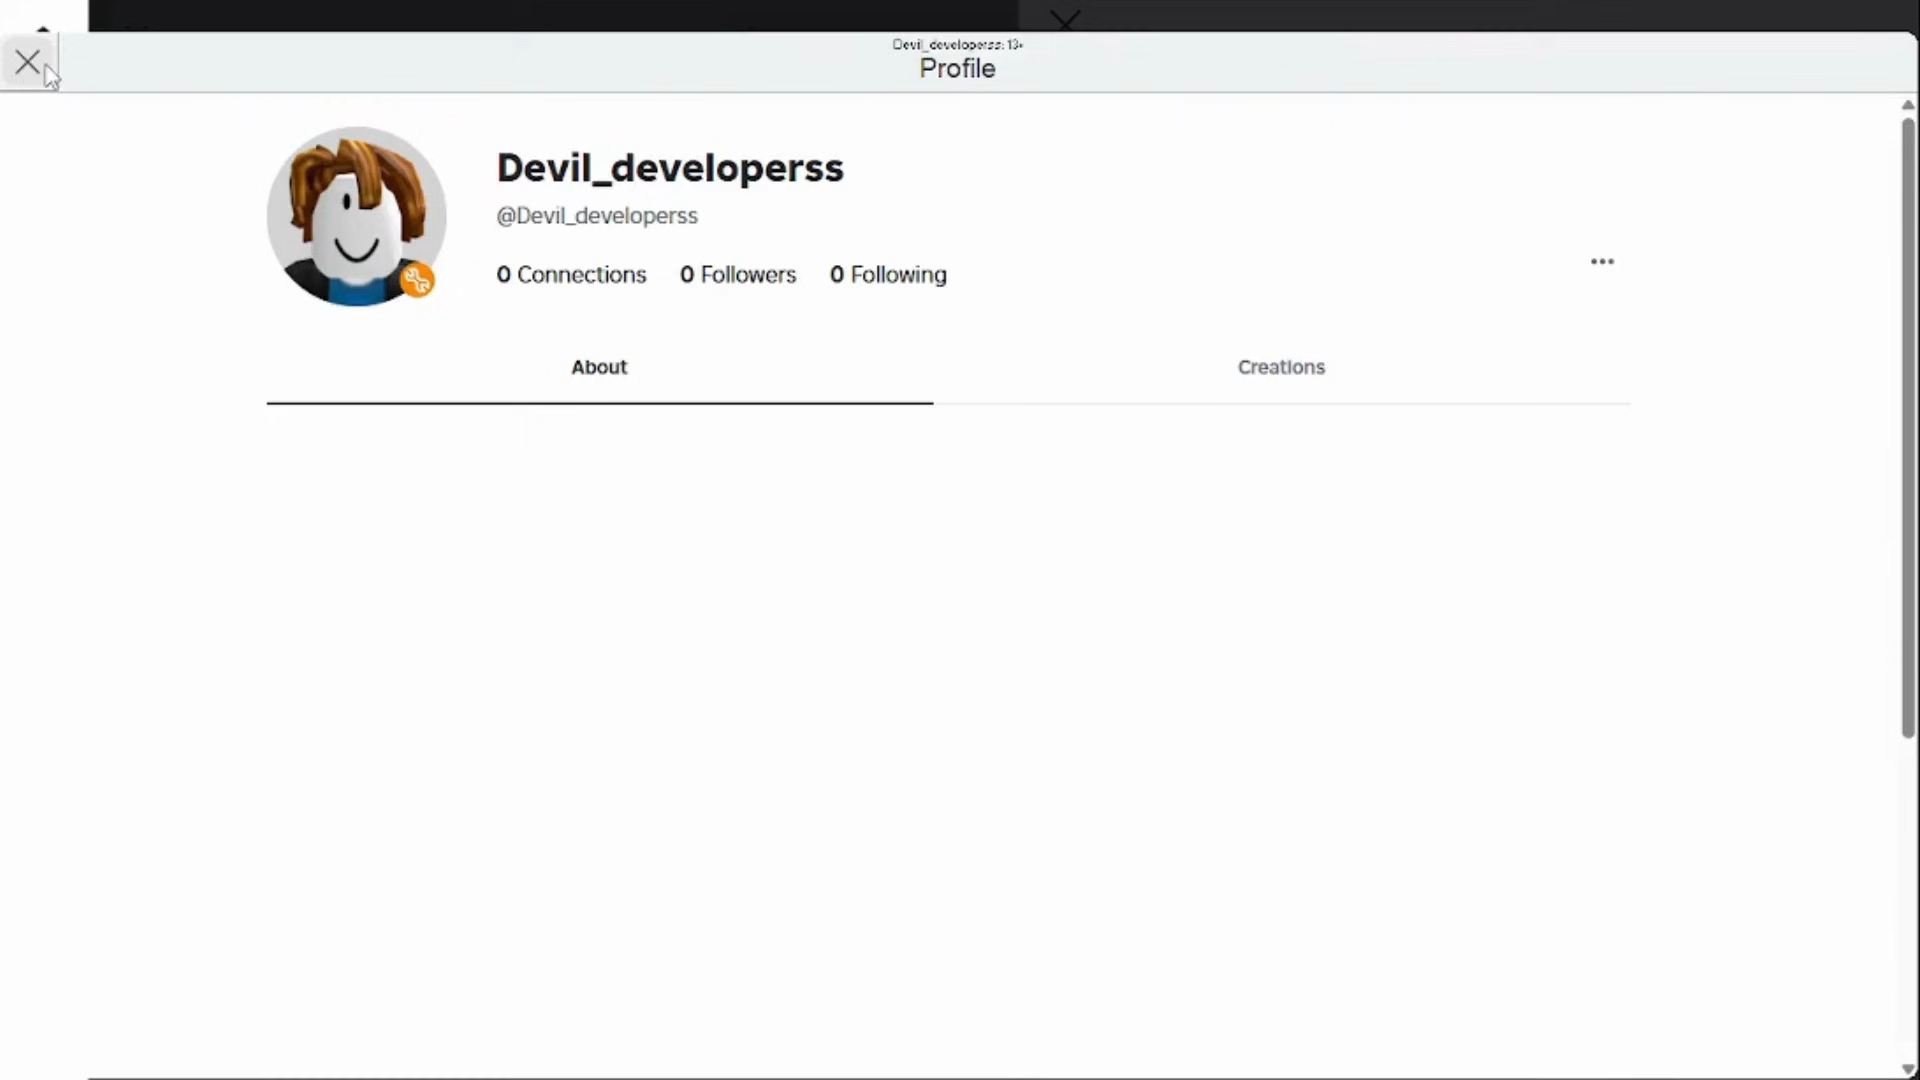 Devil_developerss: 13+
Profile
Devil_developerss
@Devil_developerss
0 Connections 0 Followers 0 Following
About Creations